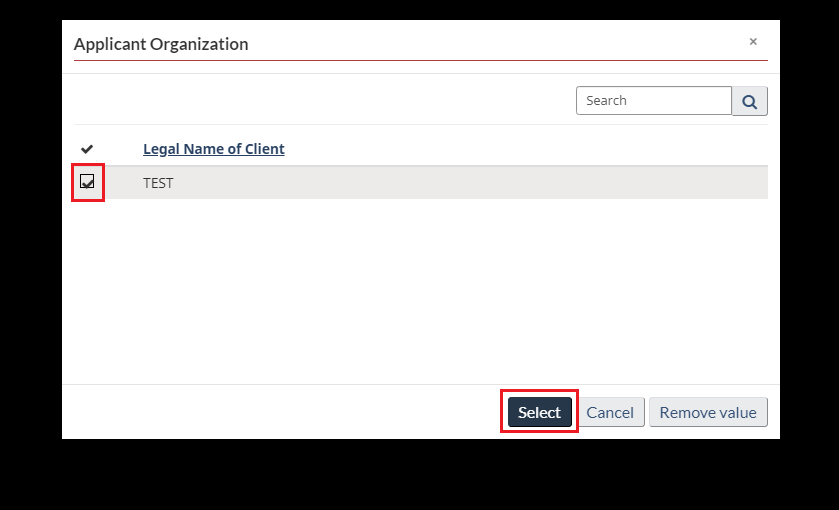 Applicant Organization
×
Search
Legal Name of Client
TEST
Select Cancel Remove value